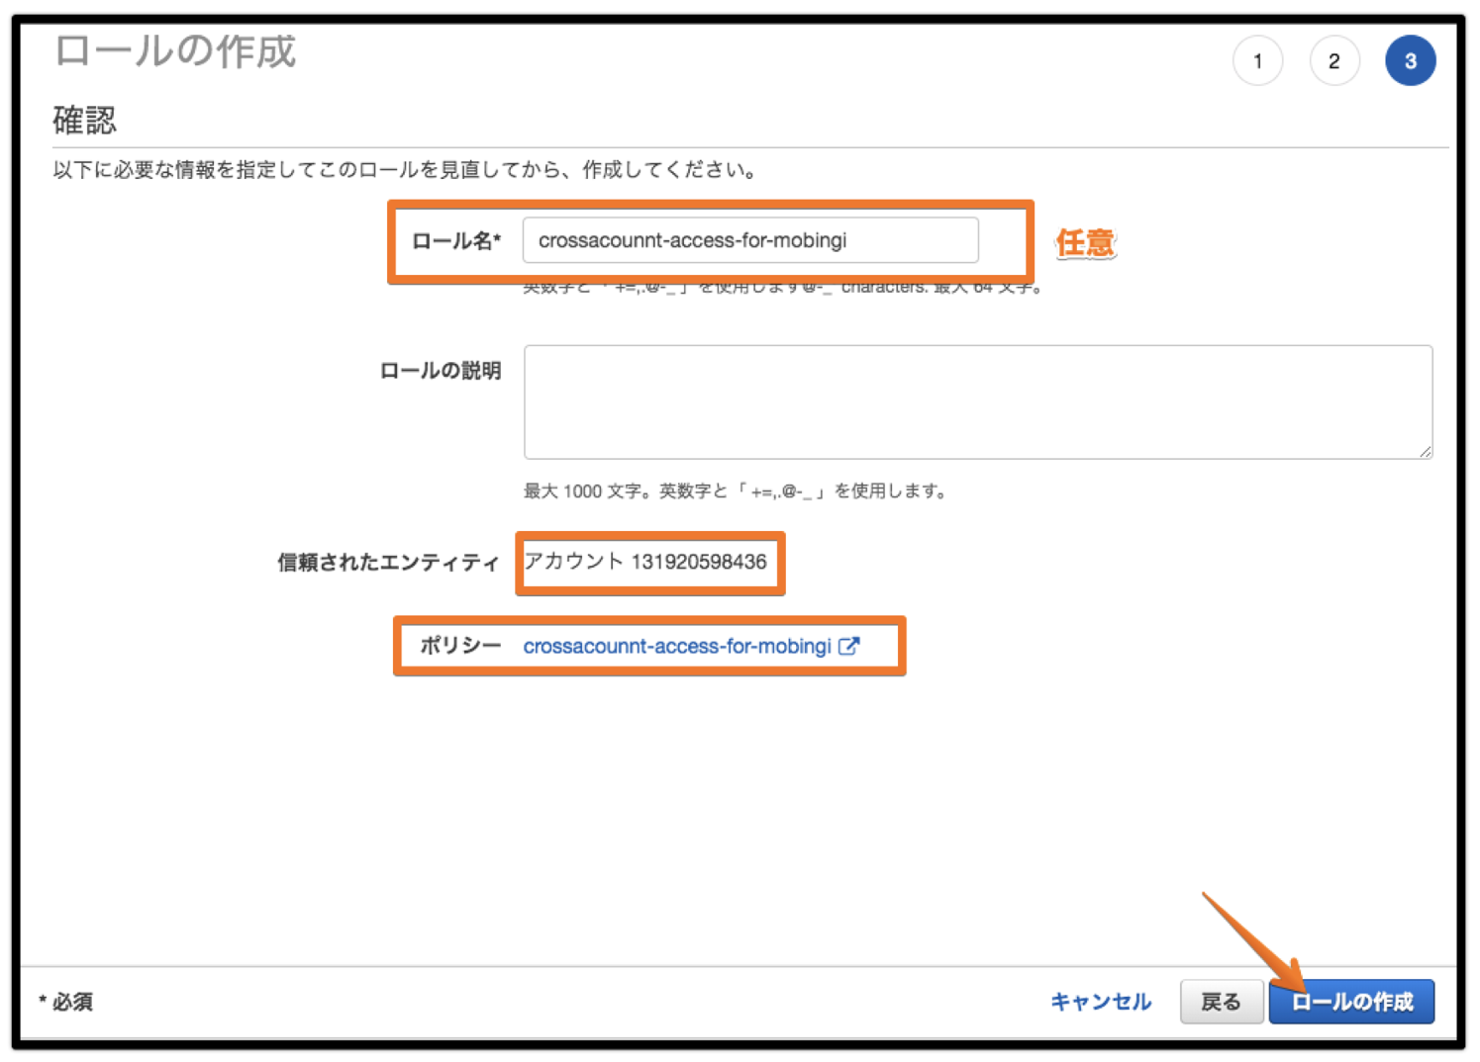 ロールの作成
1 2 3
確認
以下に必要な情報を指定してこのロールを見直してから、作成してください。
ロール名* crossacounnt-access-for-mobingi 任意
英数字と「 +=,.@-_ 」を使用します@-_ characters. 最大 64 文字。
ロールの説明
最大 1000 文字。英数字と「 +=,.@-_ 」を使用します。
信頼されたエンティティ アカウント 131920598436
ポリシー crossacounnt-access-for-mobingi
* 必須 キャンセル 戻る ロールの作成